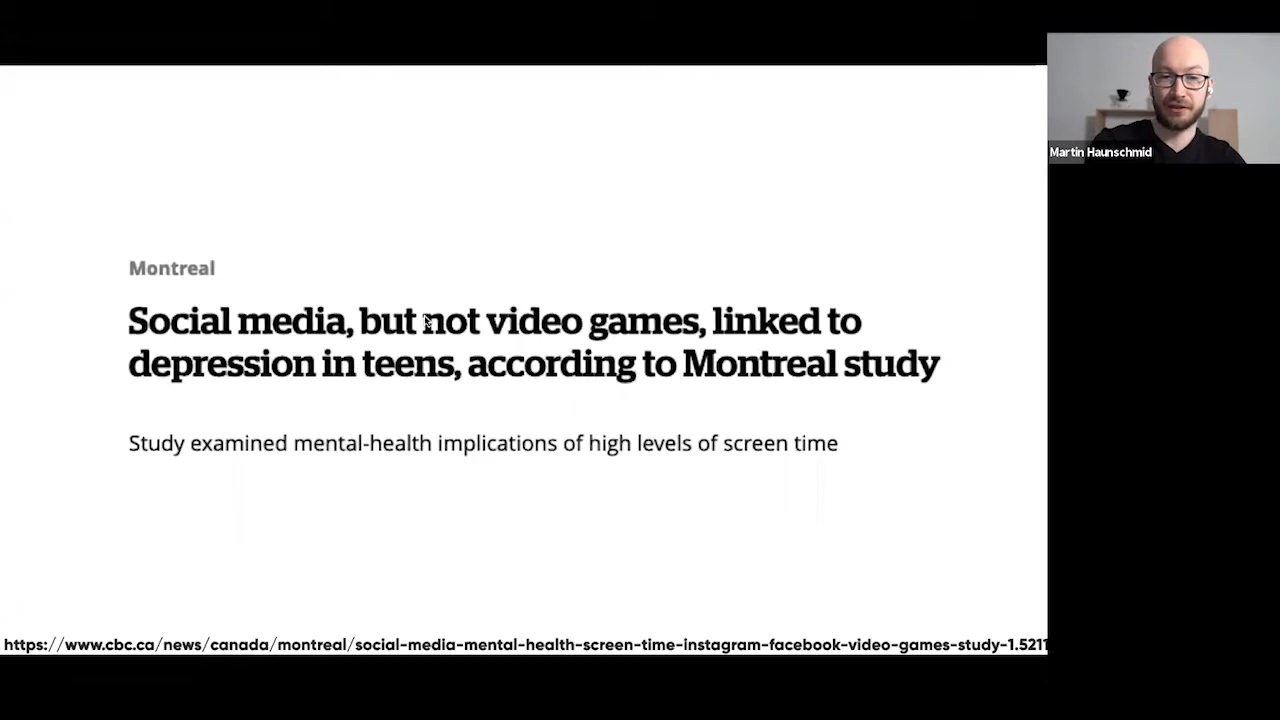 Martin Haunschmid
Montreal
Social media, but not video games, linked to
depression in teens, according to Montreal study
Study examined mental-health implications of high levels of screen time
https://www.cbc.ca/news/canada/montreal/social-media-mental-health-screen-time-instagram-facebook-video-games-study-1.5211